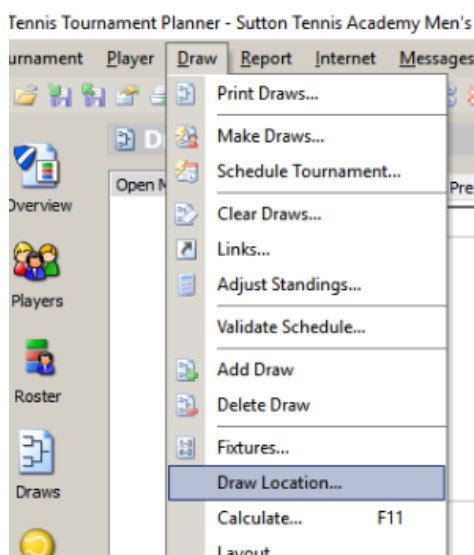 Tennis Tournament Planner - Sutton Tennis Academy Men's
urnament Player Draw Report Internet Messages
Print Draws...
D
Make Draws...
Schedule Tournament...
Open M
Pre
Overview
Clear Draws...
Links...
Adjust Standings...
Players
Validate Schedule...
Add Draw
Roster
Delete Draw
Fixtures...
Draw Location...
Draws
Calculate... F11
Layout